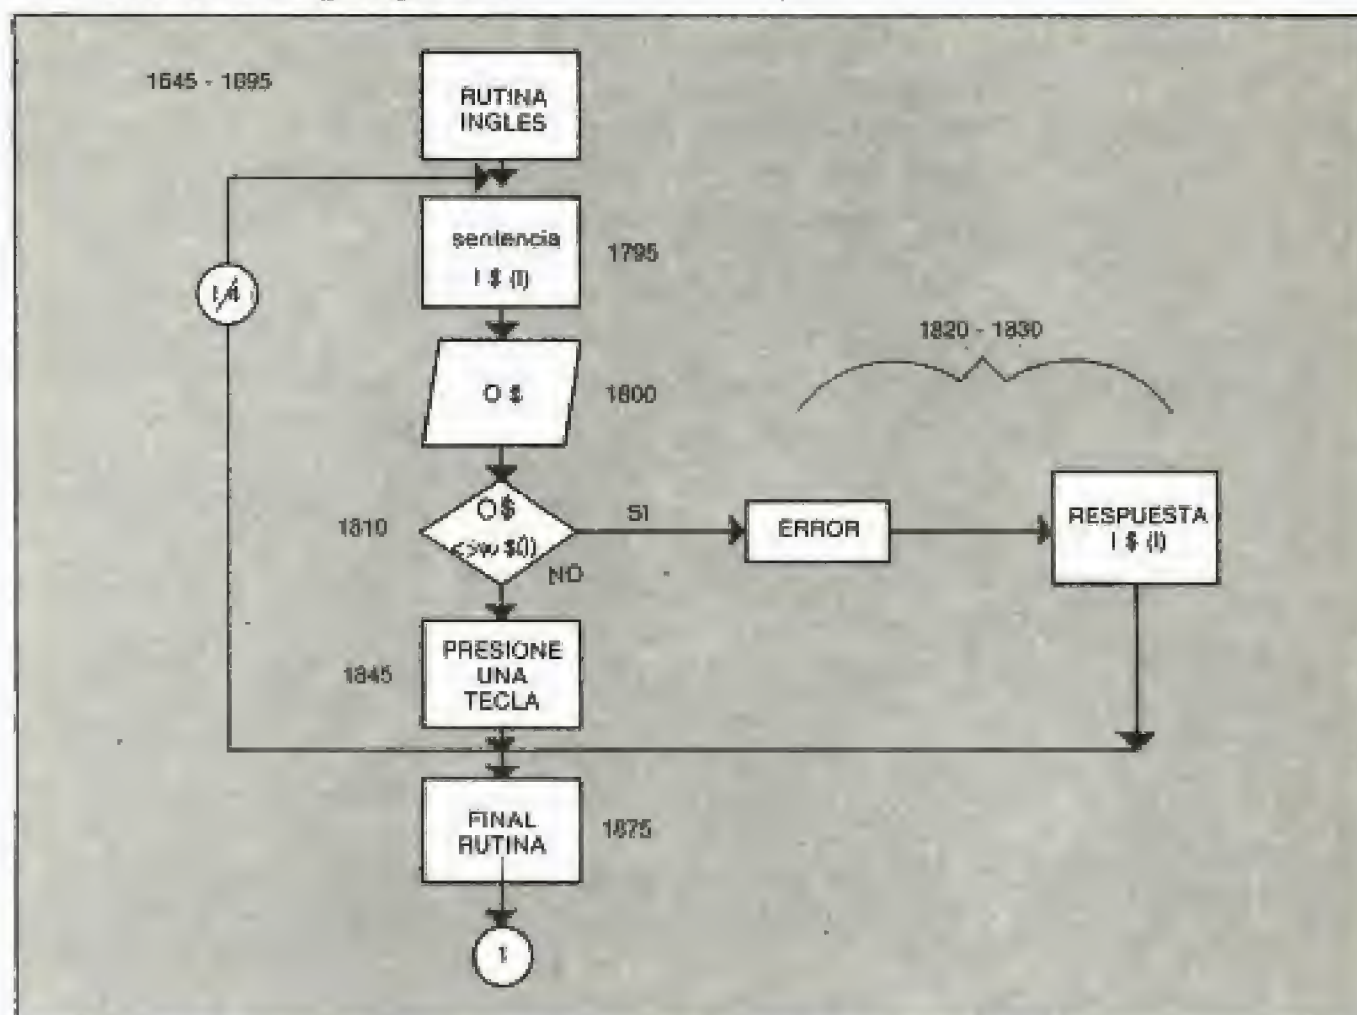 1645 - 1895
RUTINA
INGLES
sentencia
I $ (I)
1795
1820 - 1830
O $
1800
1810
O $
SI
ERROR
RESPUESTA
I $ (I)
NO
1845
PRESIONE
UNA
TECLA
FINAL
RUTINA
1875
1